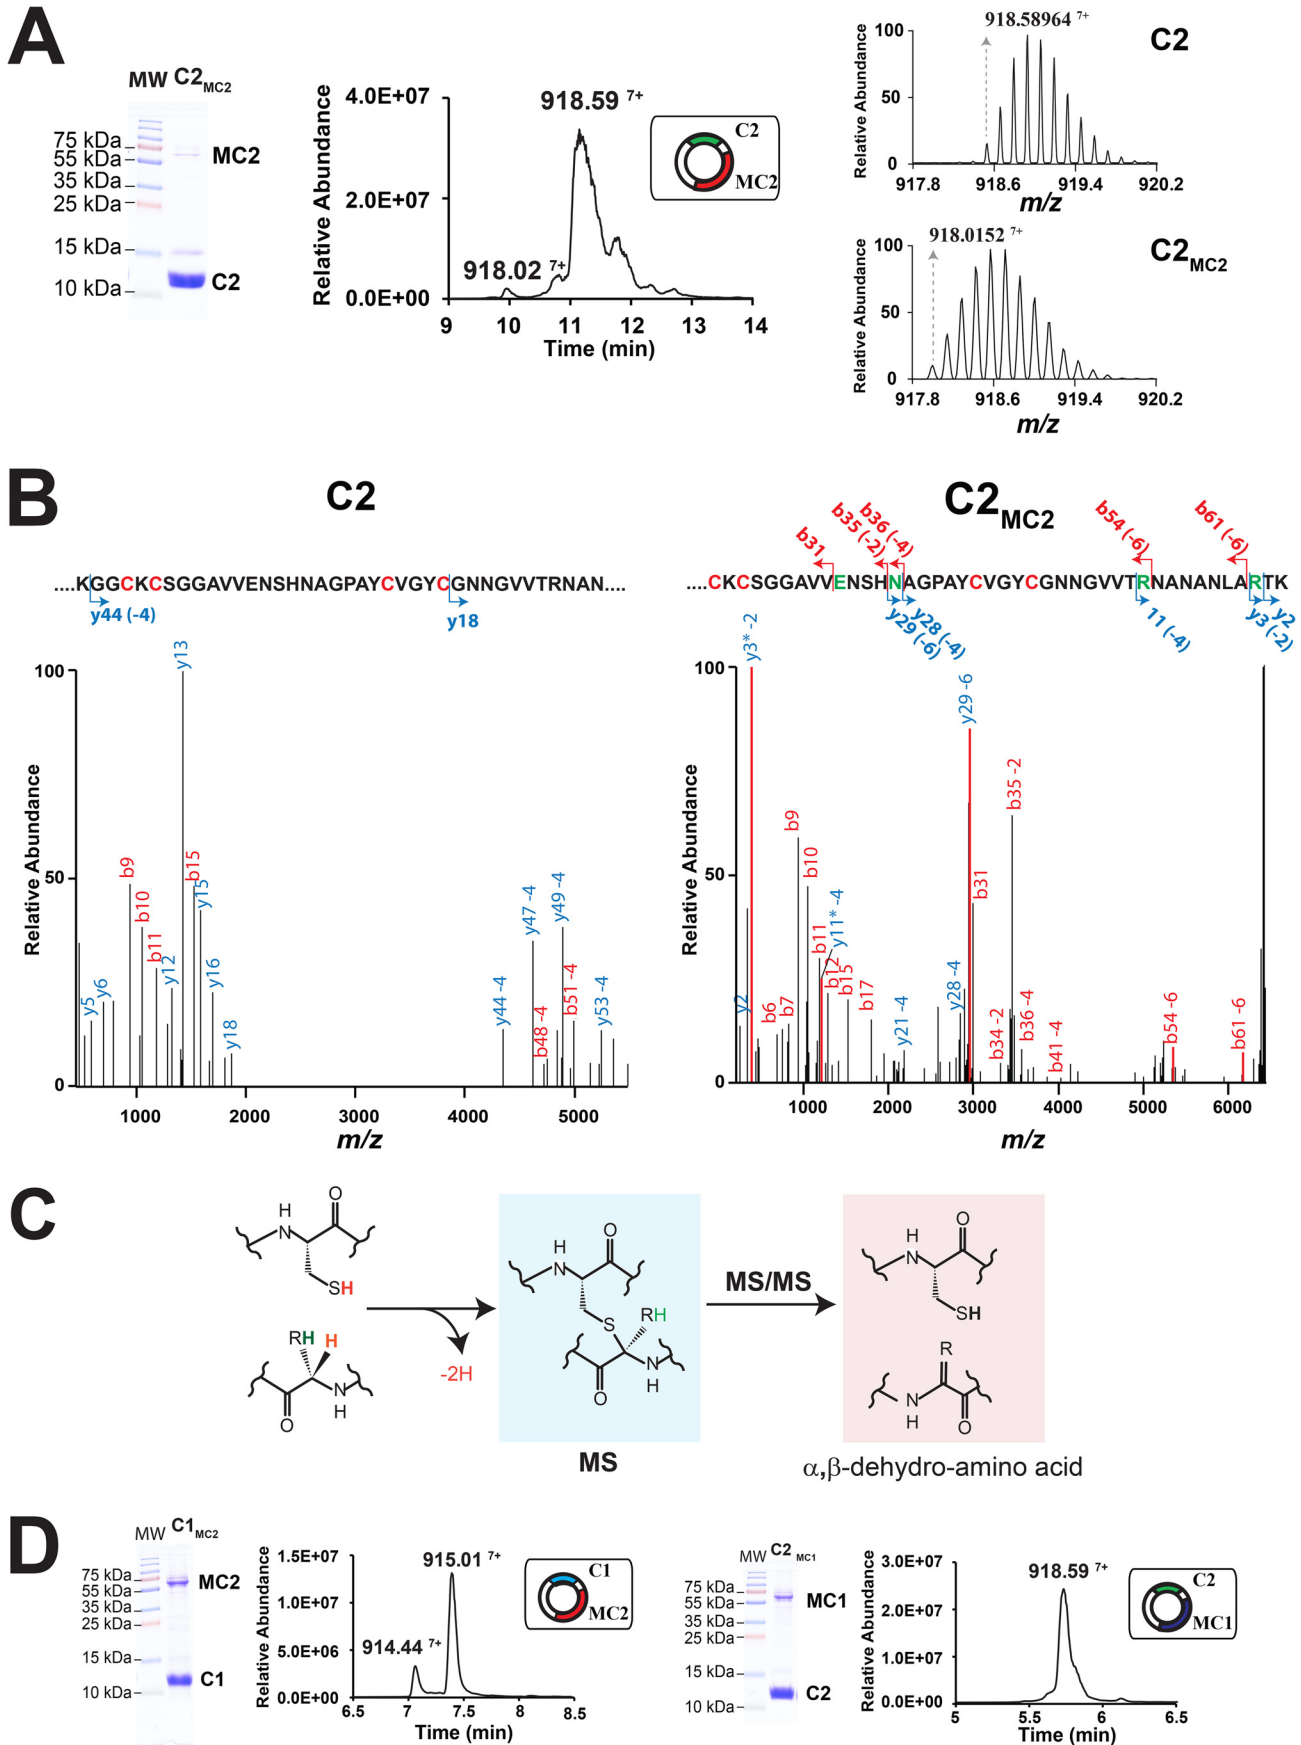 A
MW C2MC2
75 kDa
55 kDa
35 kDa
25 kDa
15 kDa
10 kDa
MC2
C2
Relative Abundance
4.0E+07
2.0E+07
0.0E+00
918.59 7+
918.02 7+
9 10 11 12 13 14
Time (min)
C2
MC2
918.58964 7+
C2
Relative Abundance
100
50
0
917.8 918.6 919.4 920.2
m/z
918.0152 7+
C2MC2
Relative Abundance
100
50
0
917.8 918.6 919.4 920.2
m/z
B
C2
....KGGCKCSGGAVVENSHNAGPAYCVGYCGNNGVVTRNAN....
y44 (-4)
y18
Relative Abundance
100
50
0
y5
y6
b9
b10
b11
y12
y13
b15
y15
y16
y18
y44 -4
y47 -4
b48 -4
y49 -4
b51 -4
y53 -4
1000 2000 3000 4000 5000
m/z
C2MC2
b31
b35 (-2)
b36 (-4)
b54 (-6)
b61 (-6)
....CKCSGGAVVENSHNAGPAYCVGYCGNNGVVTRNANANLARTK
y29 (-6)
y28 (-4)
11 (-4)
y3 (-2)
y2
Relative Abundance
100
50
0
y2
y3* -2
b6
b7
b9
b10
b11
y11* -4
b12
b15
b17
y21 -4
y28 -4
y29 -6
b31
b34 -2
b35 -2
b36 -4
b41 -4
b54 -6
b61 -6
1000 2000 3000 4000 5000 6000
m/z
C
H
N
O
SH
RH H
O
N
H
-2H
H
N
O
S
RH
O
N
H
MS
MS/MS
H
N
O
SH
R
N
H
O
α,β-dehydro-amino acid
D
MW C1MC2
75 kDa
55 kDa
35 kDa
25 kDa
15 kDa
10 kDa
MC2
C1
Relative Abundance
1.5E+07
1.0E+07
5.0E+06
0.0E+00
915.01 7+
914.44 7+
6.5 7 7.5 8 8.5
Time (min)
C1
MC2
MW C2MC1
75 kDa
55 kDa
35 kDa
25 kDa
15 kDa
10 kDa
MC1
C2
Relative Abundance
3.0E+07
2.0E+07
1.0E+07
0.0E+00
918.59 7+
5 5.5 6 6.5
Time (min)
C2
MC1